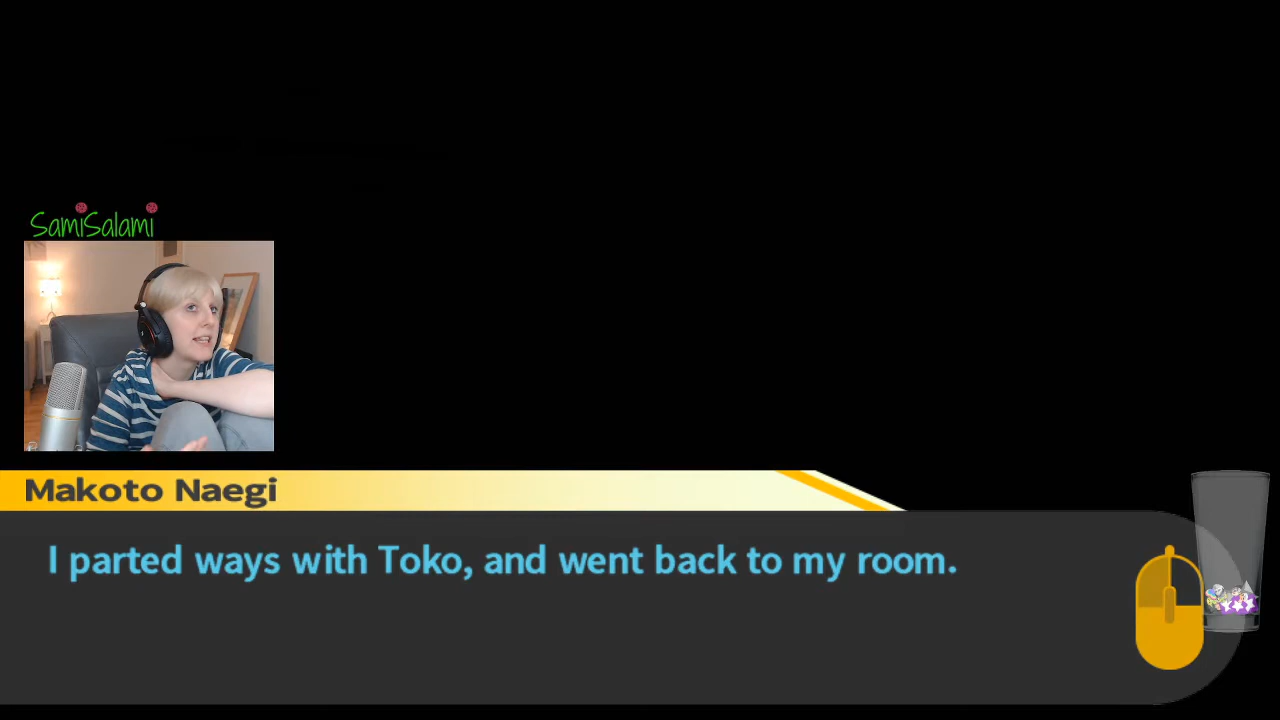 SamiSalami
Makoto Naegi
I parted ways with Toko, and went back to my room.